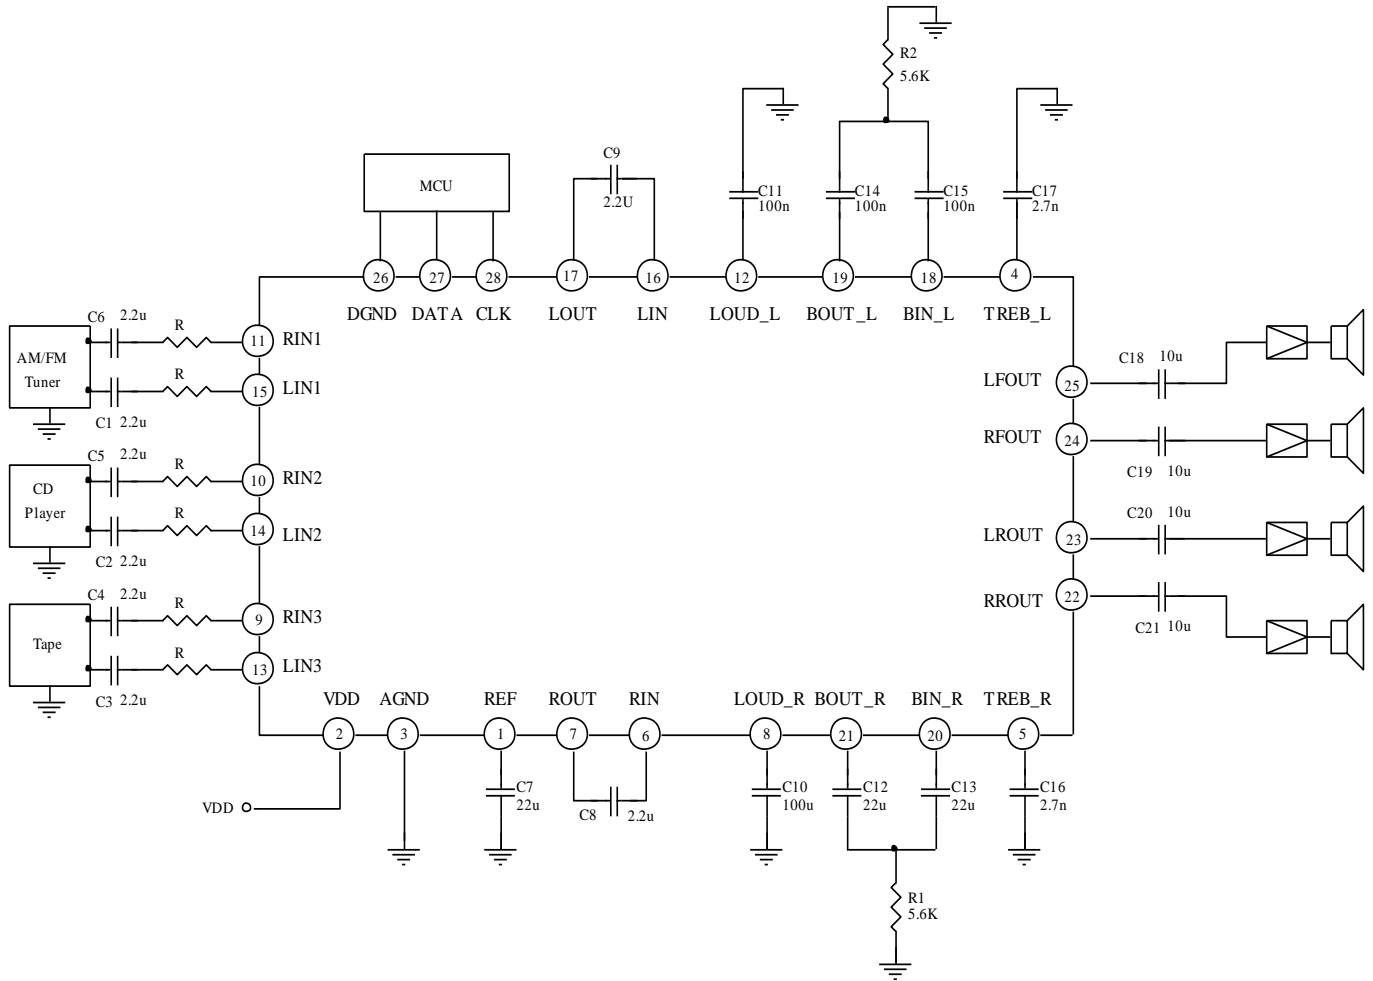 R2
5.6K
C9
2.2U
MCU
C11
100n
C14
100n
C15
100n
C17
2.7n
26
27
28
17
16
12
19
18
4
DGND
DATA
CLK
LOUT
LIN
LOUD_L
BOUT_L
BIN_L
TREB_L
C6
2.2u
R
11
RIN1
AM/FM
Tuner
R
15
LIN1
C1
2.2u
C5
2.2u
R
10
RIN2
CD
Player
R
14
LIN2
C2
2.2u
C4
2.2u
R
9
RIN3
Tape
R
13
LIN3
C3
2.2u
C18
10u
LFOUT
25
RFOUT
24
C19
10u
C20
10u
LROUT
23
RROUT
22
C21
10u
VDD
AGND
REF
ROUT
RIN
LOUD_R
BOUT_R
BIN_R
TREB_R
2
3
1
7
6
8
21
20
5
VDD
C7
22u
C8
2.2u
C10
100u
C12
22u
C13
22u
C16
2.7n
R1
5.6K